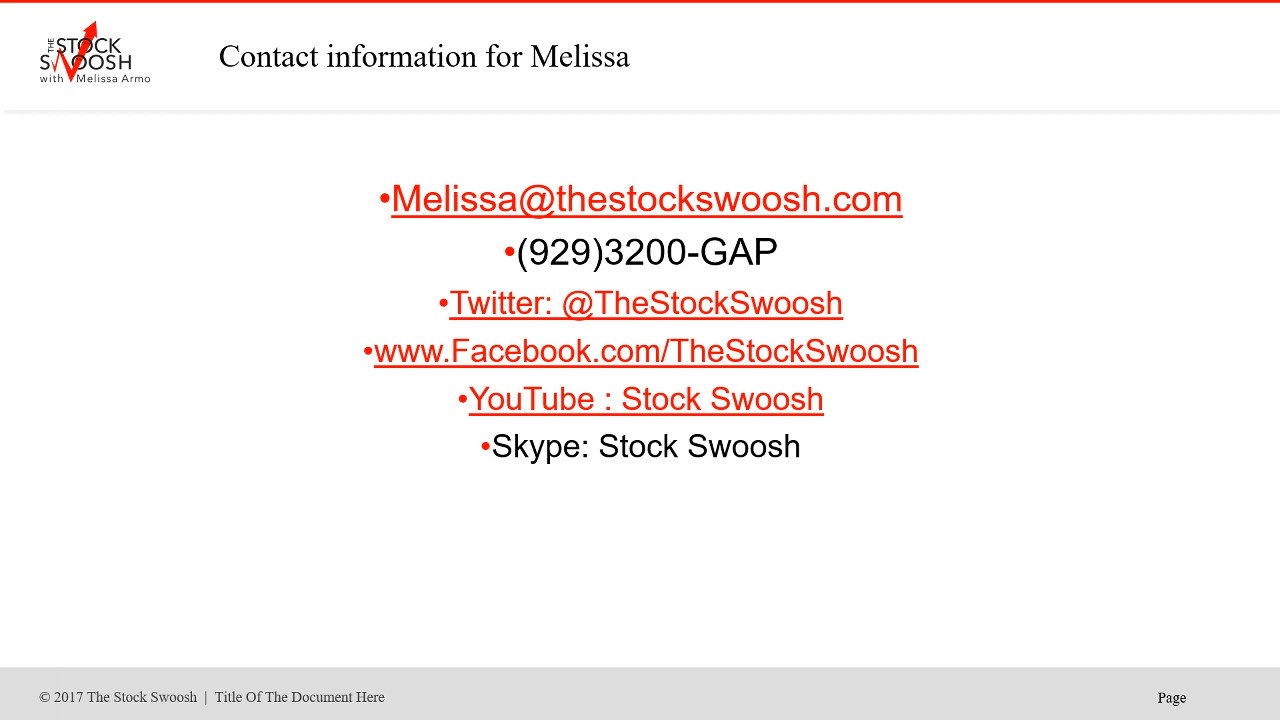 THE STOCK
SWOOSH
with Melissa Armo
Contact information for Melissa
•Melissa@thestockswoosh.com
•(929)3200-GAP
•Twitter: @TheStockSwoosh
•www.Facebook.com/TheStockSwoosh
•YouTube : Stock Swoosh
•Skype: Stock Swoosh
© 2017 The Stock Swoosh | Title Of The Document Here
Page